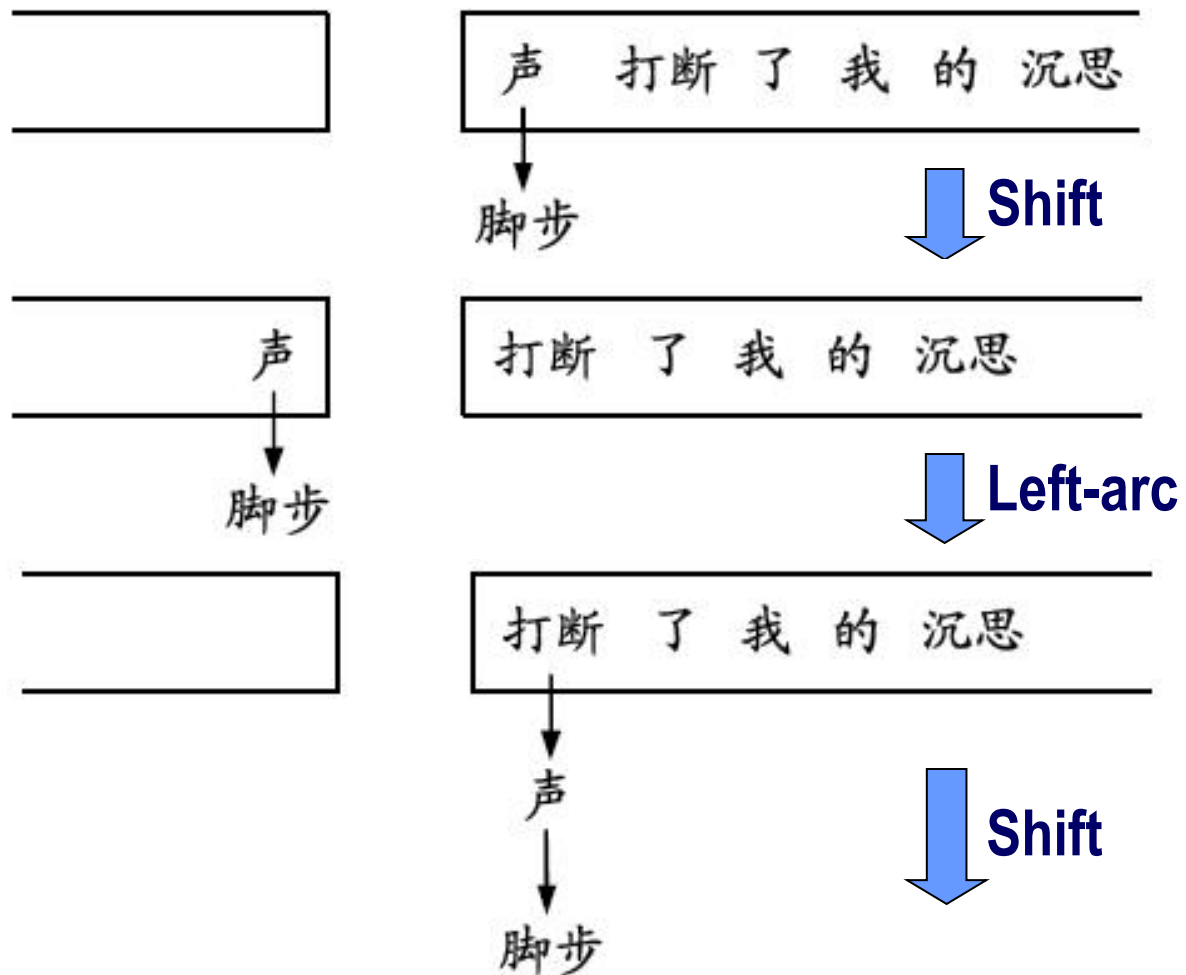 声 打断 了 我 的 沉思
脚步
Shift
声 打断 了 我 的 沉思
脚步
Left-arc
打断 了 我 的 沉思
声
Shift
脚步